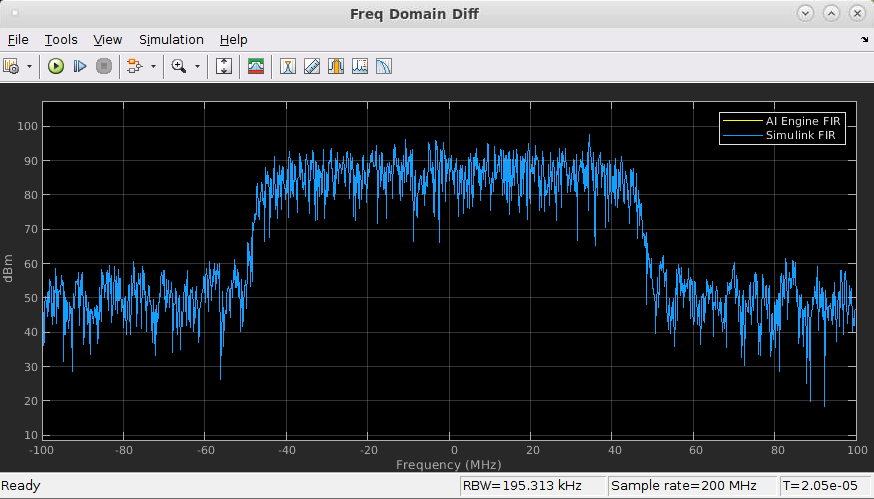 Freq Domain Diff
File Tools View Simulation Help
AI Engine FIR
Simulink FIR
100
90
80
70
60
50
40
30
20
10
dBm
-100 -80 -60 -40 -20 0 20 40 60 80 100
Frequency (MHz)
Ready RBW=195.313 kHz Sample rate=200 MHz T=2.05e-05